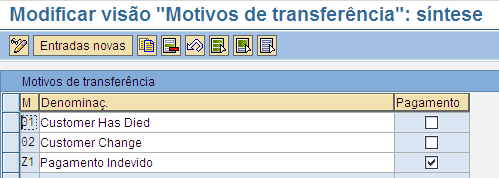 Modificar visão "Motivos de transferência": síntese
Entradas novas
Motivos de transferência
M Denominaç. Pagamento
01 Customer Has Died
02 Customer Change
Z1 Pagamento Indevido